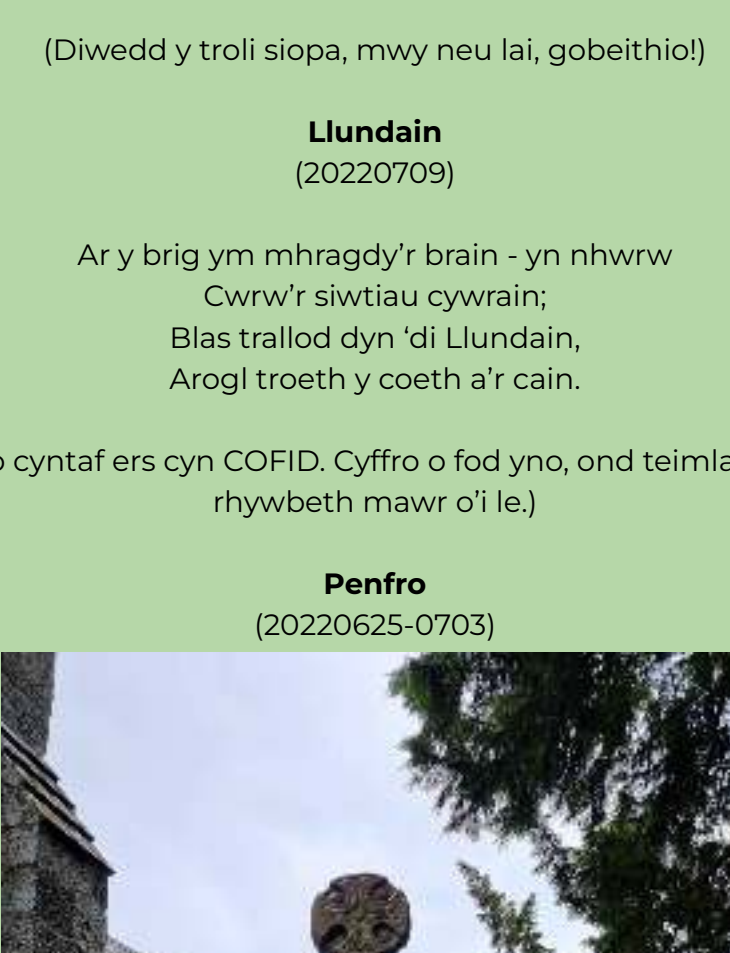 (Diwedd y troli siopa, mwy neu lai, gobeithio!)
Llundain
(20220709)
Ar y brig ym mhragdy’r brain - yn nhwrw
Cwrw’r siwtiau cywrain;
Blas trallod dyn ‘di Llundain,
Arogl troeth y coeth a’r cain.
cyntaf ers cyn COFID. Cyffro o fod yno, ond
rhywbeth mawr o’i le.)
Penfro
(20220625-0703)